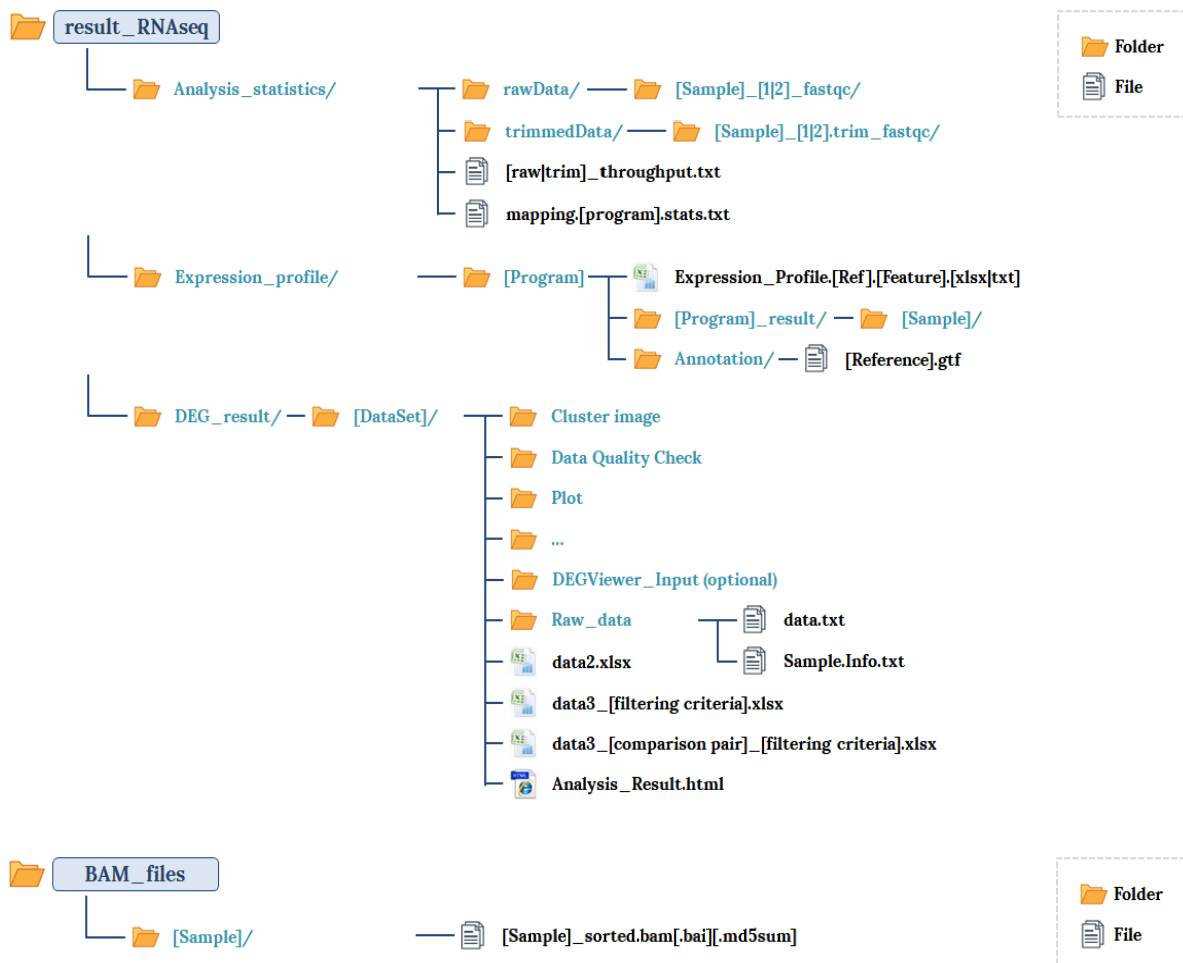 result_RNAseq
Folder
File
Analysis_statistics/
rawData/
[Sample]_[1|2]_fastqc/
trimmedData/
[Sample]_[1|2].trim_fastqc/
[raw|trim]_throughput.txt
mapping.[program].stats.txt
Expression_profile/
[Program]
Expression_Profile.[Ref].[Feature].[xlsx|txt]
[Program]_result/
[Sample]/
Annotation/
[Reference].gtf
DEG_result/
[DataSet]/
Cluster image
Data Quality Check
Plot
...
DEGViewer_Input (optional)
Raw_data
data.txt
Sample.Info.txt
data2.xlsx
data3_[filtering criteria].xlsx
data3_[comparison pair]_[filtering criteria].xlsx
HTML
Analysis_Result.html
BAM_files
Folder
File
[Sample]/
[Sample]_sorted.bam[.bai][.md5sum]